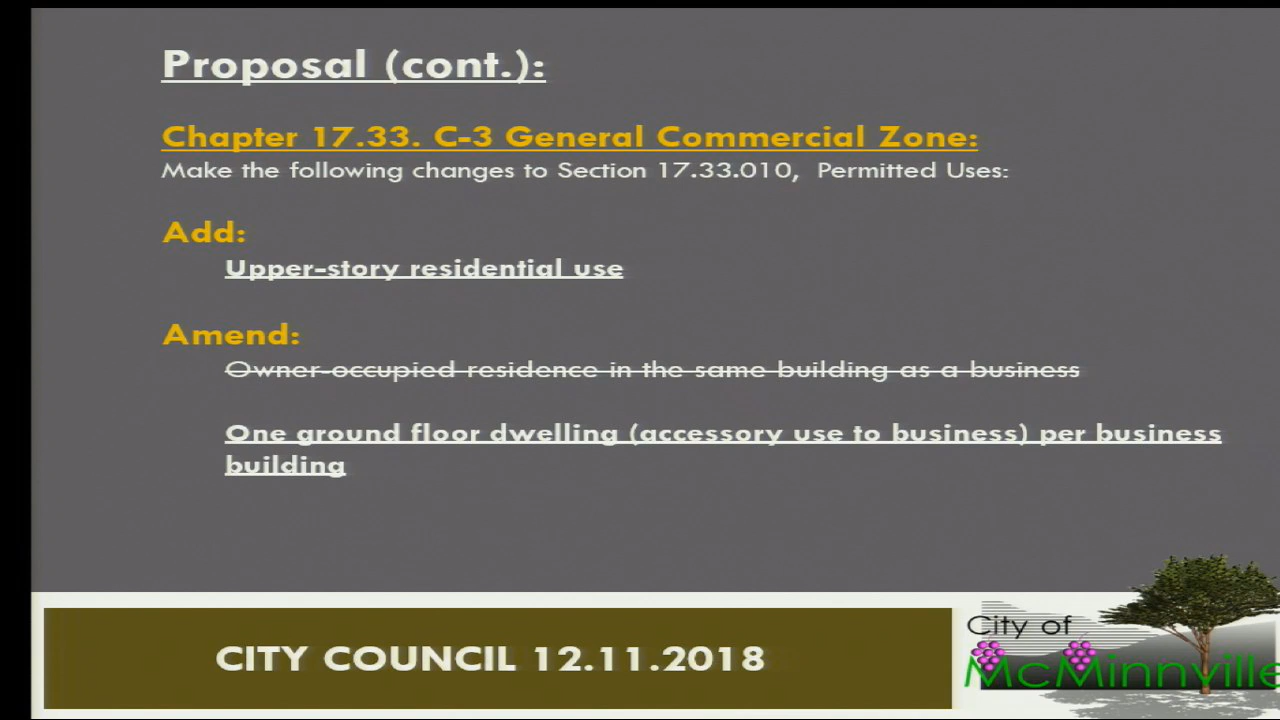 Proposal (cont.):
Chapter 17.33. C-3 General Commercial Zone:
Make the following changes to Section 17.33.010, Permitted Uses:
Add:
Upper-story residential use
Amend:
Owner-occupied residence in the same building as a business
One ground floor dwelling (accessory use to business) per business
building
CITY COUNCIL 12.11.2018
City of
McMinnville